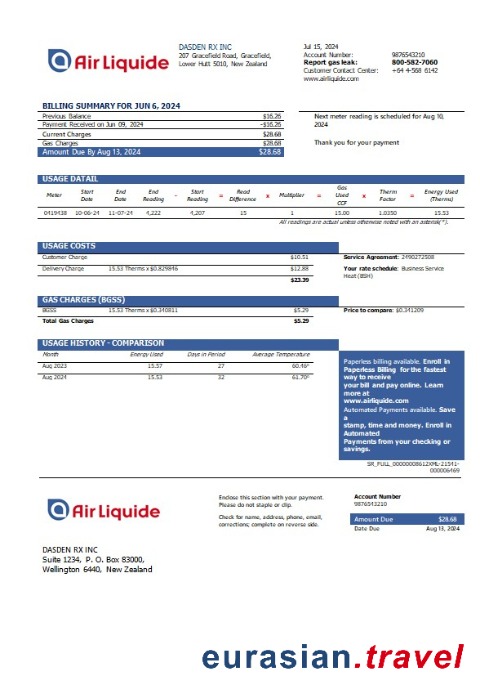 Air Liquide
DASDEN RX INC
207 Gracefield Road, Gracefield,
Lower Hutt 5010, New Zealand
Jul 15, 2024
Account Number: 9876543210
Report gas leak: 800-582-7060
Customer Contact Center: +64 4-568 6142
www.airliquide.com
BILLING SUMMARY FOR JUN 6, 2024
Previous Balance $16.26
Payment Received on Jun 09, 2024 -$16.26
Current Charges $28.68
Gas Charges $28.68
Amount Due By Aug 13, 2024 $28.68
Next meter reading is scheduled for Aug 10,
2024
Thank you for your payment
USAGE DATAIL
Meter Start Date End Date End Reading - Start Reading = Read Difference x Multiplier = Gas Used CCF x Therm Factor = Energy Used (Therms)
0419438 10-06-24 11-07-24 4,222 4,207 15 1 15.00 1.0350 15.53
All readings are actual unless otherwise noted with an asterisk(*).
USAGE COSTS
Customer Charge $10.51
Delivery Charge 15.53 Therms x $0.829846 $12.88
$23.39
Service Agreement: 2490272508
Your rate schedule: Business Service
Heat (BSH)
GAS CHARGES (BGSS)
BGSS 15.53 Therms x $0.340811 $5.29
Total Gas Charges $5.29
Price to compare: $0.341209
USAGE HISTORY - COMPARISON
Month Energy Used Days in Period Average Temperature
Aug 2023 15.57 27 60.46°
Aug 2024 15.53 32 61.70°
Paperless billing available. Enroll in
Paperless Billing for the fastest
way to receive
your bill and pay online. Learn
more at
www.airliquide.com
Automated Payments available. Save
a
stamp, time and money. Enroll in
Automated
Payments from your checking or
savings.
SR_FULL_00000008612XML-21541-
000006469
Air Liquide
Enclose this section with your payment.
Please do not staple or clip.
Check for name, address, phone, email,
corrections; complete on reverse side.
Account Number
9876543210
Amount Due $28.68
Date Due Aug 13, 2024
DASDEN RX INC
Suite 1234, P. O. Box 83000,
Wellington 6440, New Zealand
eurasian.travel